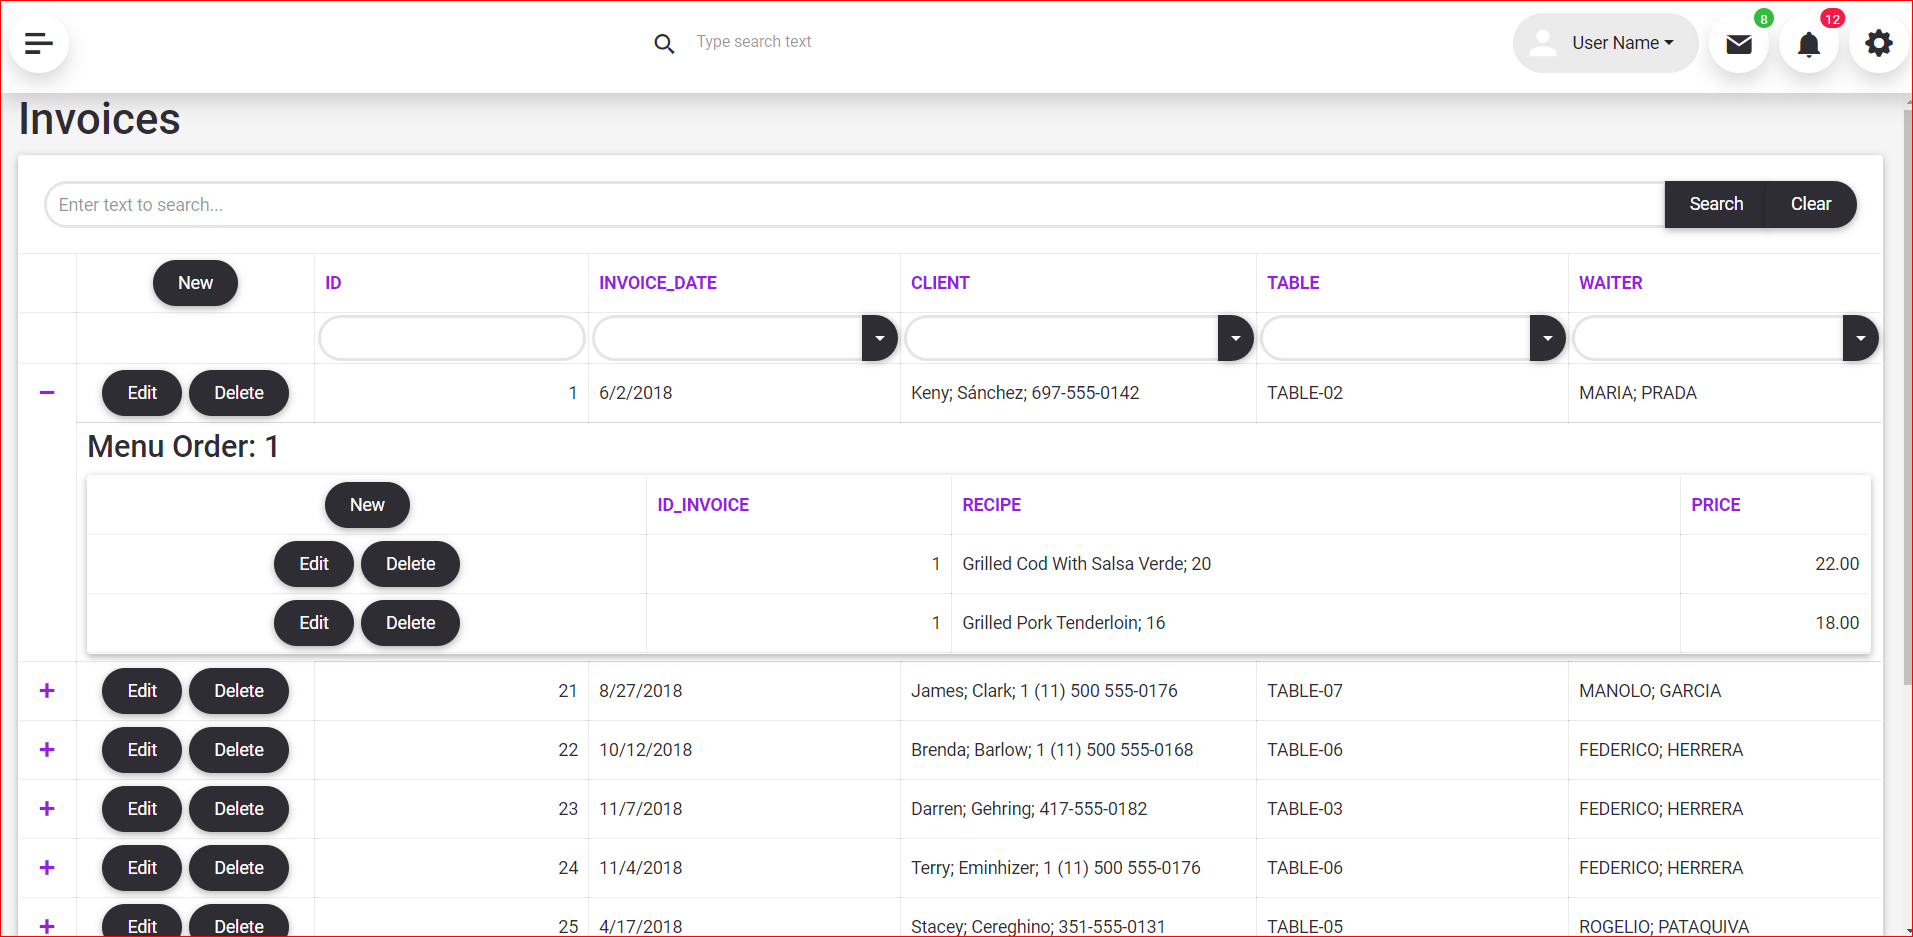 Type search text
User Name
8
12
Invoices
Enter text to search...
Search Clear
New ID INVOICE_DATE CLIENT TABLE WAITER
Edit Delete 1 6/2/2018 Keny; Sánchez; 697-555-0142 TABLE-02 MARIA; PRADA
Menu Order: 1
New ID_INVOICE RECIPE PRICE
Edit Delete 1 Grilled Cod With Salsa Verde; 20 22.00
Edit Delete 1 Grilled Pork Tenderloin; 16 18.00
Edit Delete 21 8/27/2018 James; Clark; 1 (11) 500 555-0176 TABLE-07 MANOLO; GARCIA
Edit Delete 22 10/12/2018 Brenda; Barlow; 1 (11) 500 555-0168 TABLE-06 FEDERICO; HERRERA
Edit Delete 23 11/7/2018 Darren; Gehring; 417-555-0182 TABLE-03 FEDERICO; HERRERA
Edit Delete 24 11/4/2018 Terry; Eminhizer; 1 (11) 500 555-0176 TABLE-06 FEDERICO; HERRERA
Edit Delete 25 4/17/2018 Stacey; Cereghino; 351-555-0131 TABLE-05 ROGELIO; PATAQUIVA